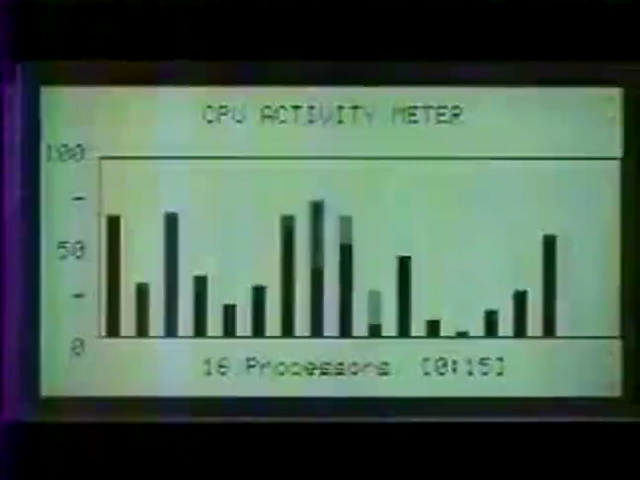 CPU ACTIVITY METER
100
-
50
-
0
16 Processors [0:15]